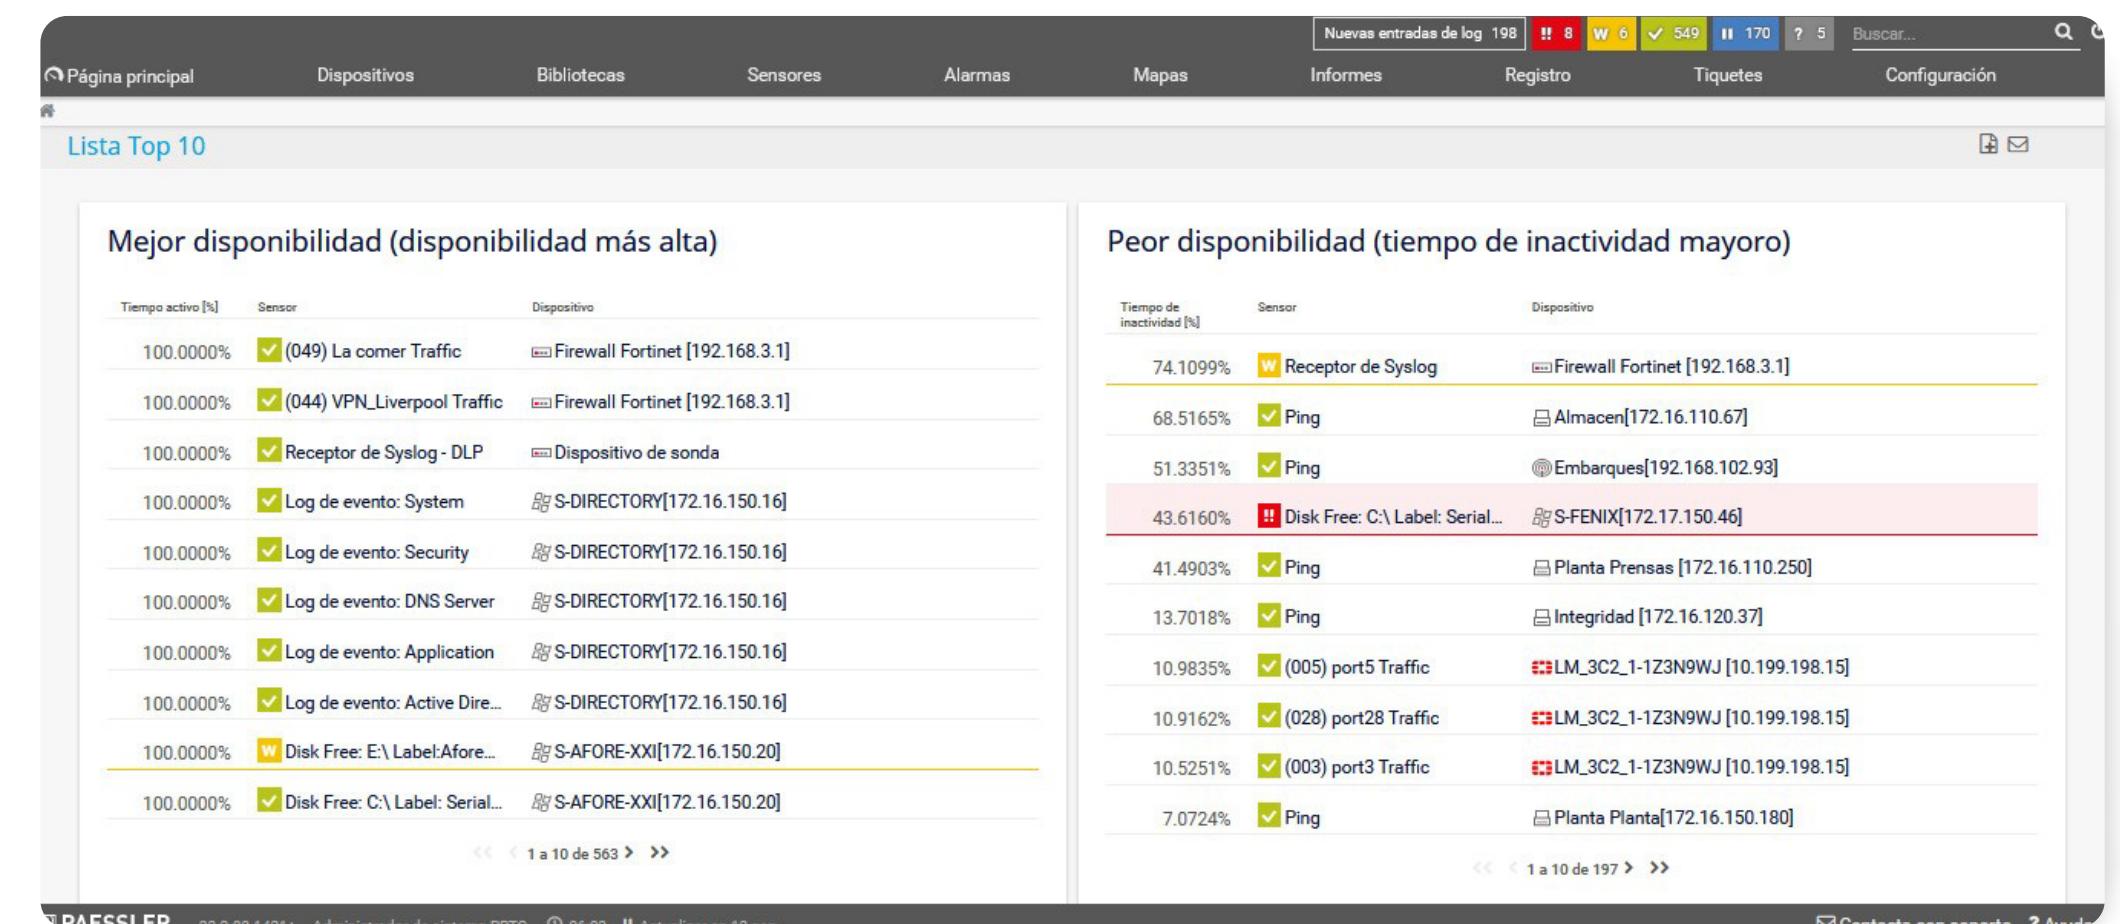 Nuevas entradas de log 198 !! 8 W 6 549 170 ? 5 Buscar...
Página principal Dispositivos Bibliotecas Sensores Alarmas Mapas Informes Registro Tiquetes Configuración
Lista Top 10
Mejor disponibilidad (disponibilidad más alta)
Tiempo activo [%] Sensor Dispositivo
100.0000% (049) La comer Traffic Firewall Fortinet [192.168.3.1]
100.0000% (044) VPN_Liverpool Traffic Firewall Fortinet [192.168.3.1]
100.0000% Receptor de Syslog - DLP Dispositivo de sonda
100.0000% Log de evento: System S-DIRECTORY[172.16.150.16]
100.0000% Log de evento: Security S-DIRECTORY[172.16.150.16]
100.0000% Log de evento: DNS Server S-DIRECTORY[172.16.150.16]
100.0000% Log de evento: Application S-DIRECTORY[172.16.150.16]
100.0000% Log de evento: Active Dire... S-DIRECTORY[172.16.150.16]
100.0000% W Disk Free: E:\ Label:Afore... S-AFORE-XXI[172.16.150.20]
100.0000% Disk Free: C:\ Label: Serial... S-AFORE-XXI[172.16.150.20]
<< < 1 a 10 de 563 > >>
Peor disponibilidad (tiempo de inactividad mayoro)
Tiempo de
inactividad [%] Sensor Dispositivo
74.1099% W Receptor de Syslog Firewall Fortinet [192.168.3.1]
68.5165% Ping Almacen[172.16.110.67]
51.3351% Ping Embarques[192.168.102.93]
43.6160% !! Disk Free: C:\ Label: Serial... S-FENIX[172.17.150.46]
41.4903% Ping Planta Prensas [172.16.110.250]
13.7018% Ping Integridad [172.16.120.37]
10.9835% (005) port5 Traffic LM_3C2_1-1Z3N9WJ [10.199.198.15]
10.9162% (028) port28 Traffic LM_3C2_1-1Z3N9WJ [10.199.198.15]
10.5251% (003) port3 Traffic LM_3C2_1-1Z3N9WJ [10.199.198.15]
7.0724% Ping Planta Planta[172.16.150.180]
<< < 1 a 10 de 197 > >>
PAESSLER Contacte con soporte ? Ayuda